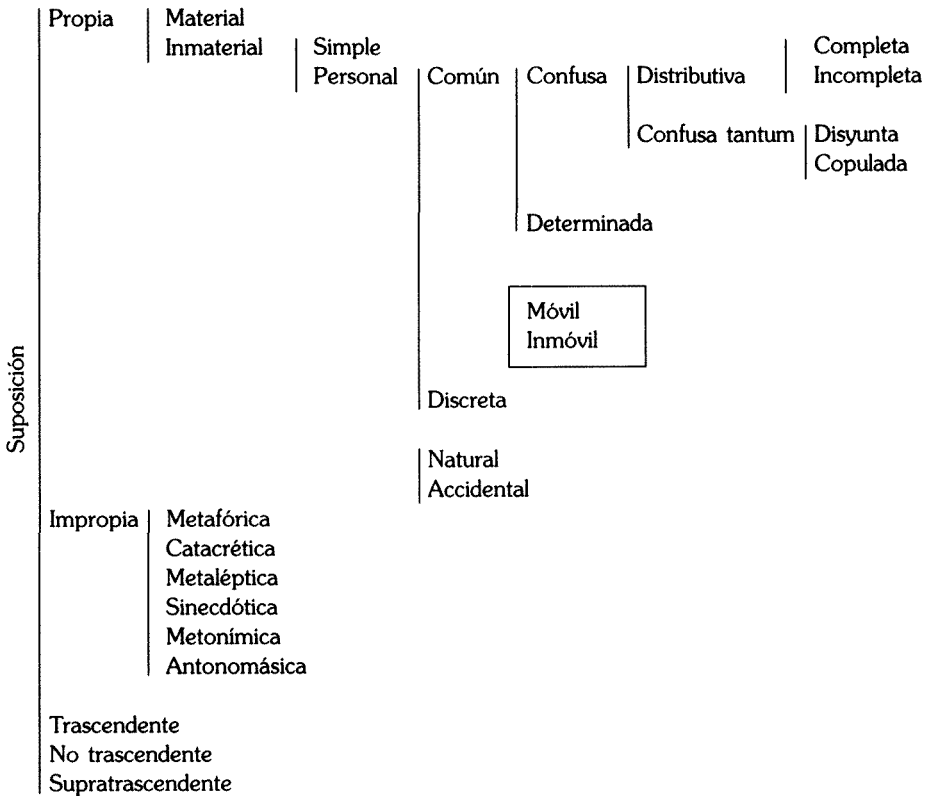 Propia Material
Inmaterial Simple Completa
Personal Común Confusa Distributiva Incompleta
Confusa tantum Disyunta
Copulada
Determinada
Móvil
Inmóvil
Suposición
Discreta
Natural
Accidental
Impropia Metafórica
Catacrética
Metaléptica
Sinecdótica
Metonímica
Antonomásica
Trascendente
No trascendente
Supratrascendente